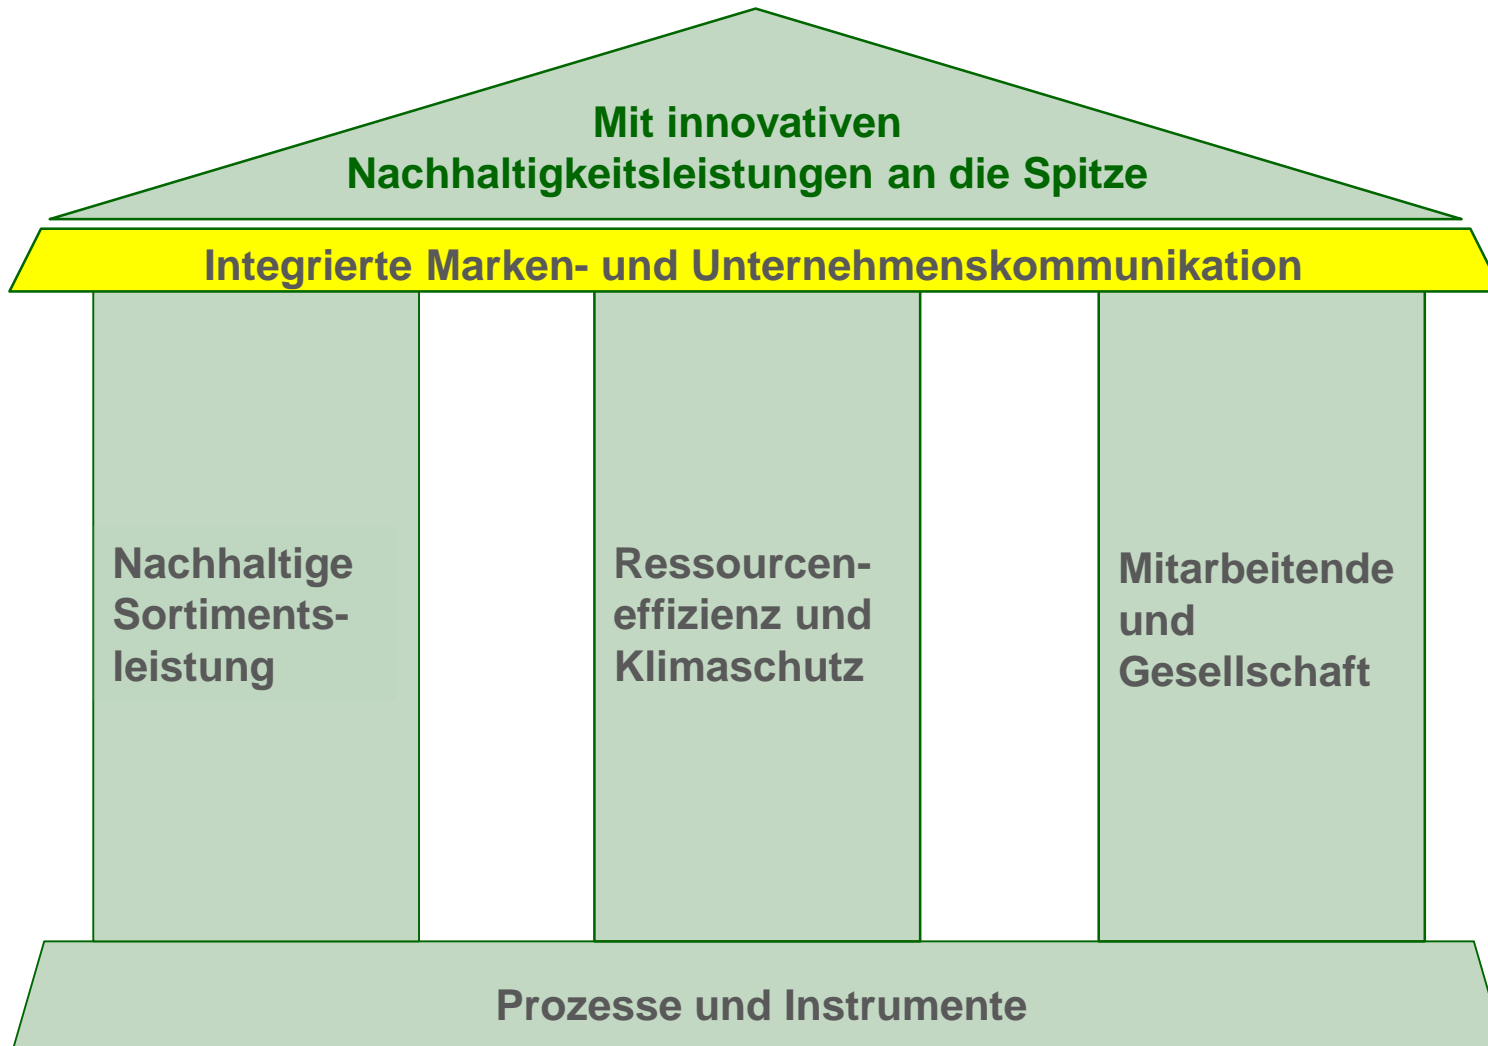 Mit innovativen
Nachhaltigkeitsleistungen an die Spitze
Integrierte Marken- und Unternehmenskommunikation
Nachhaltige
Sortiments-
leistung
Ressourcen-
effizienz und
Klimaschutz
Mitarbeitende
und
Gesellschaft
Prozesse und Instrumente